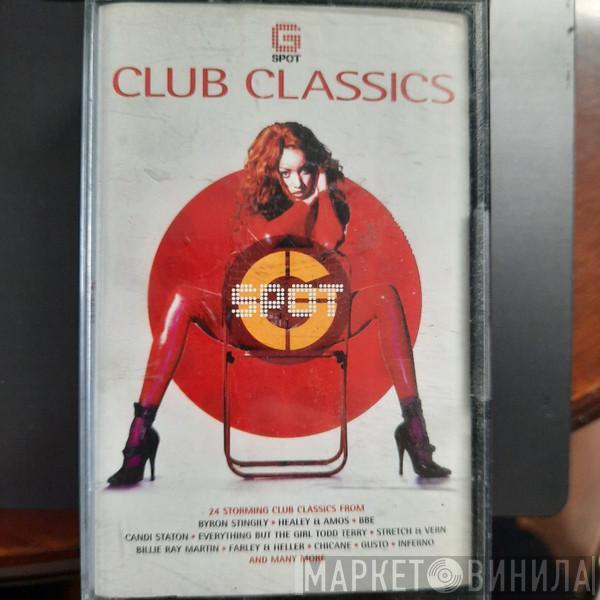 G
SPOT
CLUB CLASSICS
G
SPOT
24 STORMING CLUB CLASSICS FROM
BYRON STINGILY • HEALEY & AMOS • BBE
CANDI STATON • EVERYTHING BUT THE GIRL TODD TERRY • STRETCH & VERN
BILLIE RAY MARTIN • FARLEY & HELLER • CHICANE • GUSTO • INFERNO
AND MANY MORE
МАРКЕТ ВИНИЛА